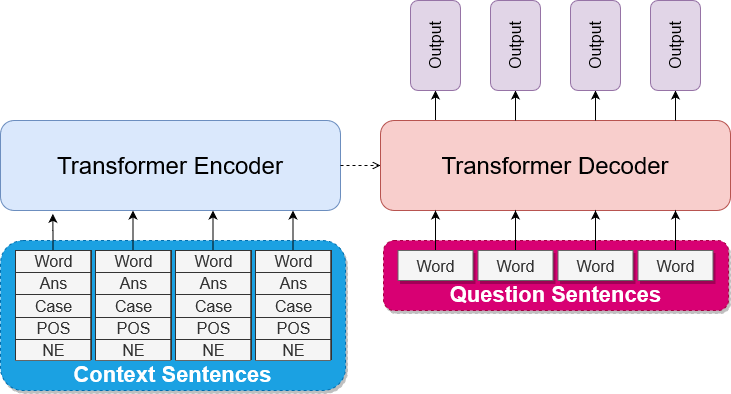 Output Output Output Output
Transformer Encoder
Transformer Decoder
Word Word Word Word
Ans Ans Ans Ans
Case Case Case Case
POS POS POS POS
NE NE NE NE
Context Sentences
Word Word Word Word
Question Sentences